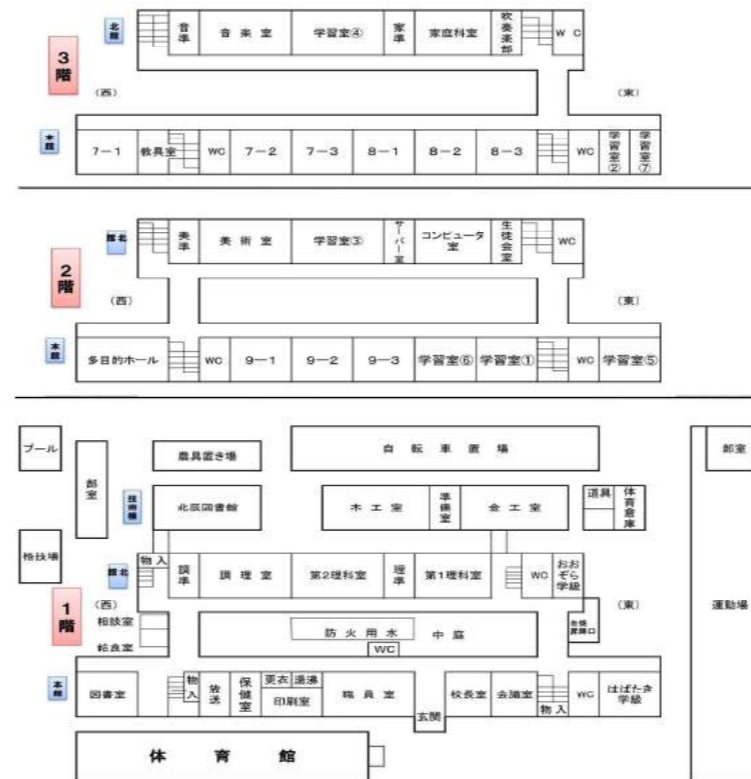 北館
音準
音楽室
学習室④
家準
家庭科室
吹奏楽部
WC
3階
(西)
(東)
本館
7-1
教具室
WC
7-2
7-3
8-1
8-2
8-3
WC
学習室②
学習室⑦
北館
美準
美術室
学習室③
サーバー室
コンピュータ室
生徒会室
WC
2階
(西)
(東)
本館
多目的ホール
WC
9-1
9-2
9-3
学習室⑥
学習室①
WC
学習室⑤
プール
部室
農具置き場
自転車置場
部室
技術棟
北辰図書館
木工室
準備室
金工室
道具
体育倉庫
格技場
北館
物入
調準
調理室
第2理科室
理準
第1理科室
WC
おおぞら学級
1階
(西)
(東)
運動場
相談室
防火用水
中庭
WC
本館
図書室
物入
放送
保健室
更衣
湯沸
印刷室
職員室
玄関
校長室
会議室
物入
WC
はばたき学級
体育館